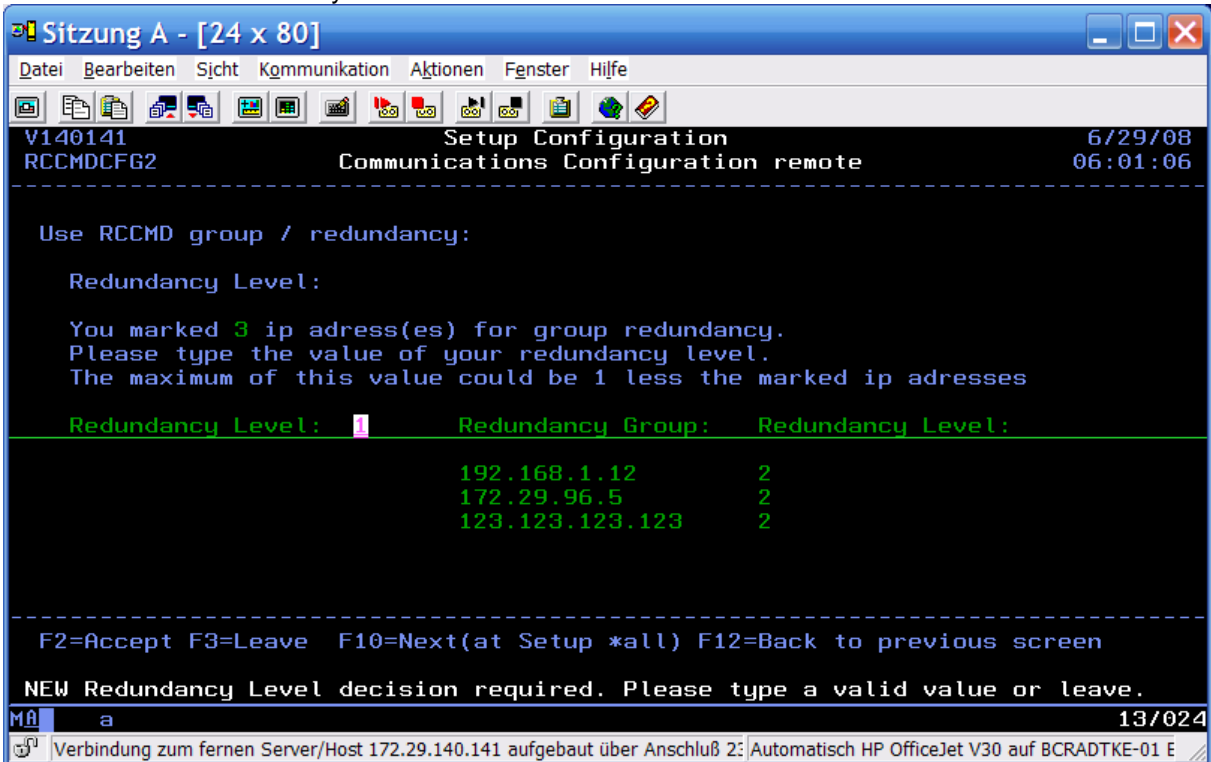 Sitzung A - [24 x 80]
Datei Bearbeiten Sicht Kommunikation Aktionen Fenster Hilfe
V140141 Setup Configuration 6/29/08
RCCMDCFG2 Communications Configuration remote 06:01:06
Use RCCMD group / redundancy:
Redundancy Level:
You marked 3 ip adress(es) for group redundancy.
Please type the value of your redundancy level.
The maximum of this value could be 1 less the marked ip adresses
Redundancy Level: 1 Redundancy Group: Redundancy Level:
192.168.1.12 2
172.29.96.5 2
123.123.123.123 2
F2=Accept F3=Leave F10=Next(at Setup *all) F12=Back to previous screen
NEW Redundancy Level decision required. Please type a valid value or leave.
MA a 13/024
Verbindung zum fernen Server/Host 172.29.140.141 aufgebaut über Anschluß 23 Automatisch HP OfficeJet V30 auf BCRADTKE-01 E